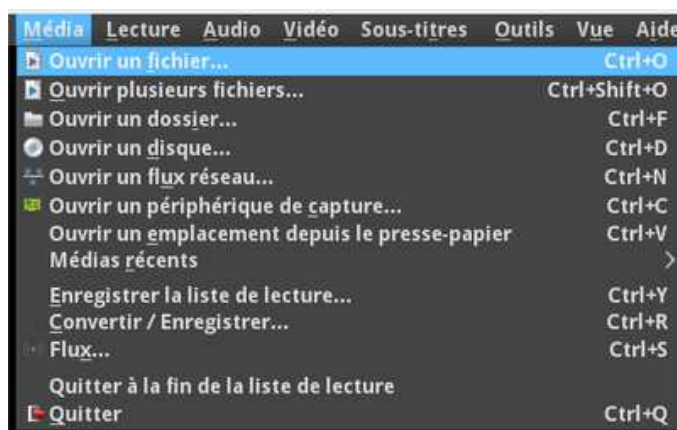 Média Lecture Audio Vidéo Sous-titres Outils Vue Aide
Ouvrir un fichier... Ctrl+O
Ouvrir plusieurs fichiers... Ctrl+Shift+O
Ouvrir un dossier... Ctrl+F
Ouvrir un disque... Ctrl+D
Ouvrir un flux réseau... Ctrl+N
Ouvrir un périphérique de capture... Ctrl+C
Ouvrir un emplacement depuis le presse-papier Ctrl+V
Médias récents
Enregistrer la liste de lecture... Ctrl+Y
Convertir / Enregistrer... Ctrl+R
Flux... Ctrl+S
Quitter à la fin de la liste de lecture
Quitter Ctrl+Q